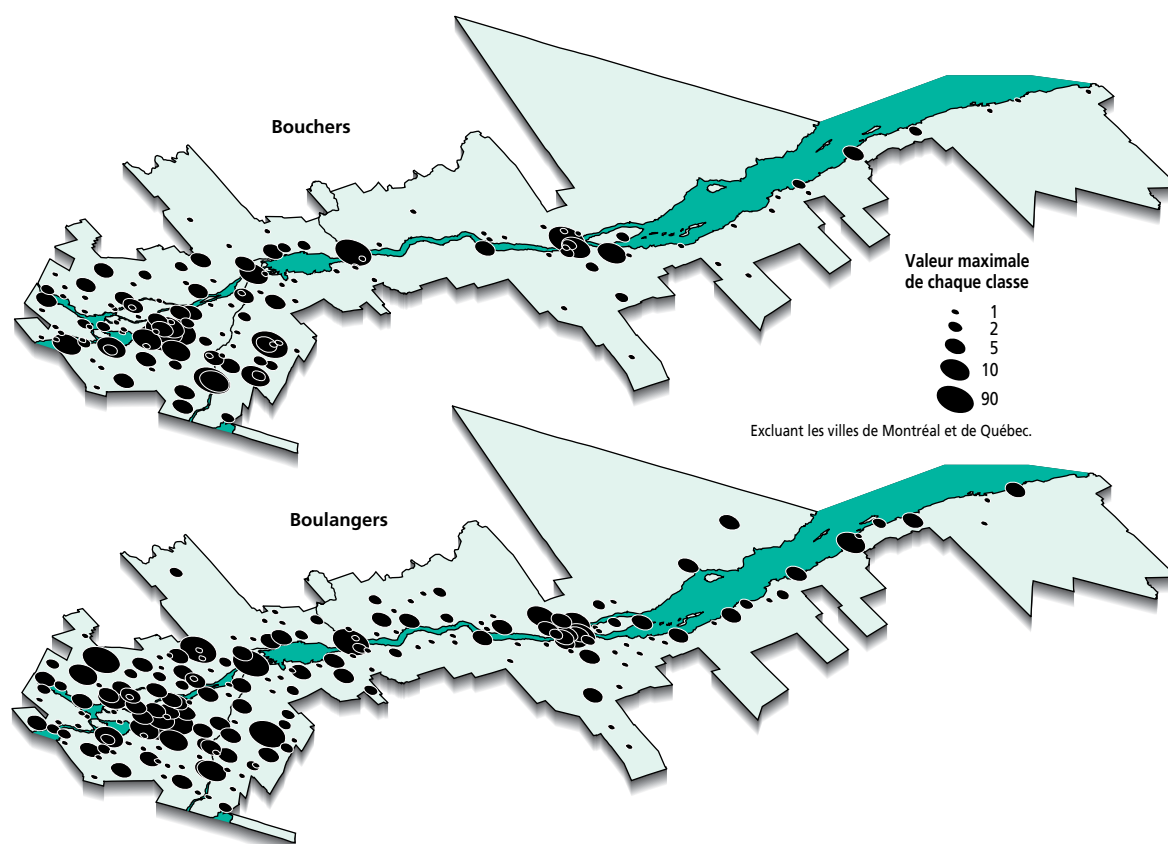 Bouchers
Valeur maximale
de chaque classe
1
2
5
10
90
Excluant les villes de Montréal et de Québec.
Boulangers